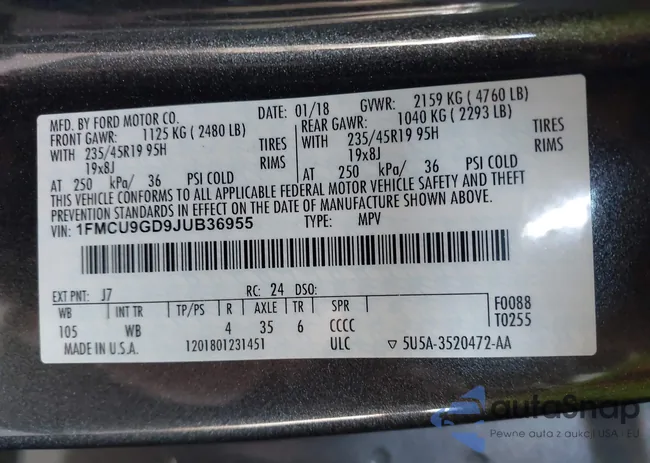 MFD. BY FORD MOTOR CO.
DATE: 01/18 GVWR: 2159 KG ( 4760 LB)
FRONT GAWR: 1125 KG ( 2480 LB) REAR GAWR: 1040 KG ( 2293 LB)
WITH 235/45R19 95H TIRES WITH 235/45R19 95H TIRES
19x8J RIMS 19x8J RIMS
AT 250 kPa/ 36 PSI COLD AT 250 kPa/ 36 PSI COLD
THIS VEHICLE CONFORMS TO ALL APPLICABLE FEDERAL MOTOR VEHICLE SAFETY AND THEFT
PREVENTION STANDARDS IN EFFECT ON THE DATE OF MANUFACTURE SHOWN ABOVE.
VIN: 1FMCU9GD9JUB36955 TYPE: MPV
EXT PNT: J7 RC: 24 DSO:
WB INT TR TP/PS R AXLE TR SPR F0088
105 WB 4 35 6 CCCC T0255
MADE IN U.S.A. 1201801231451 ULC ▽ 5U5A-3520472-AA
autoSnap
Pewne auta z aukcji USA - EU